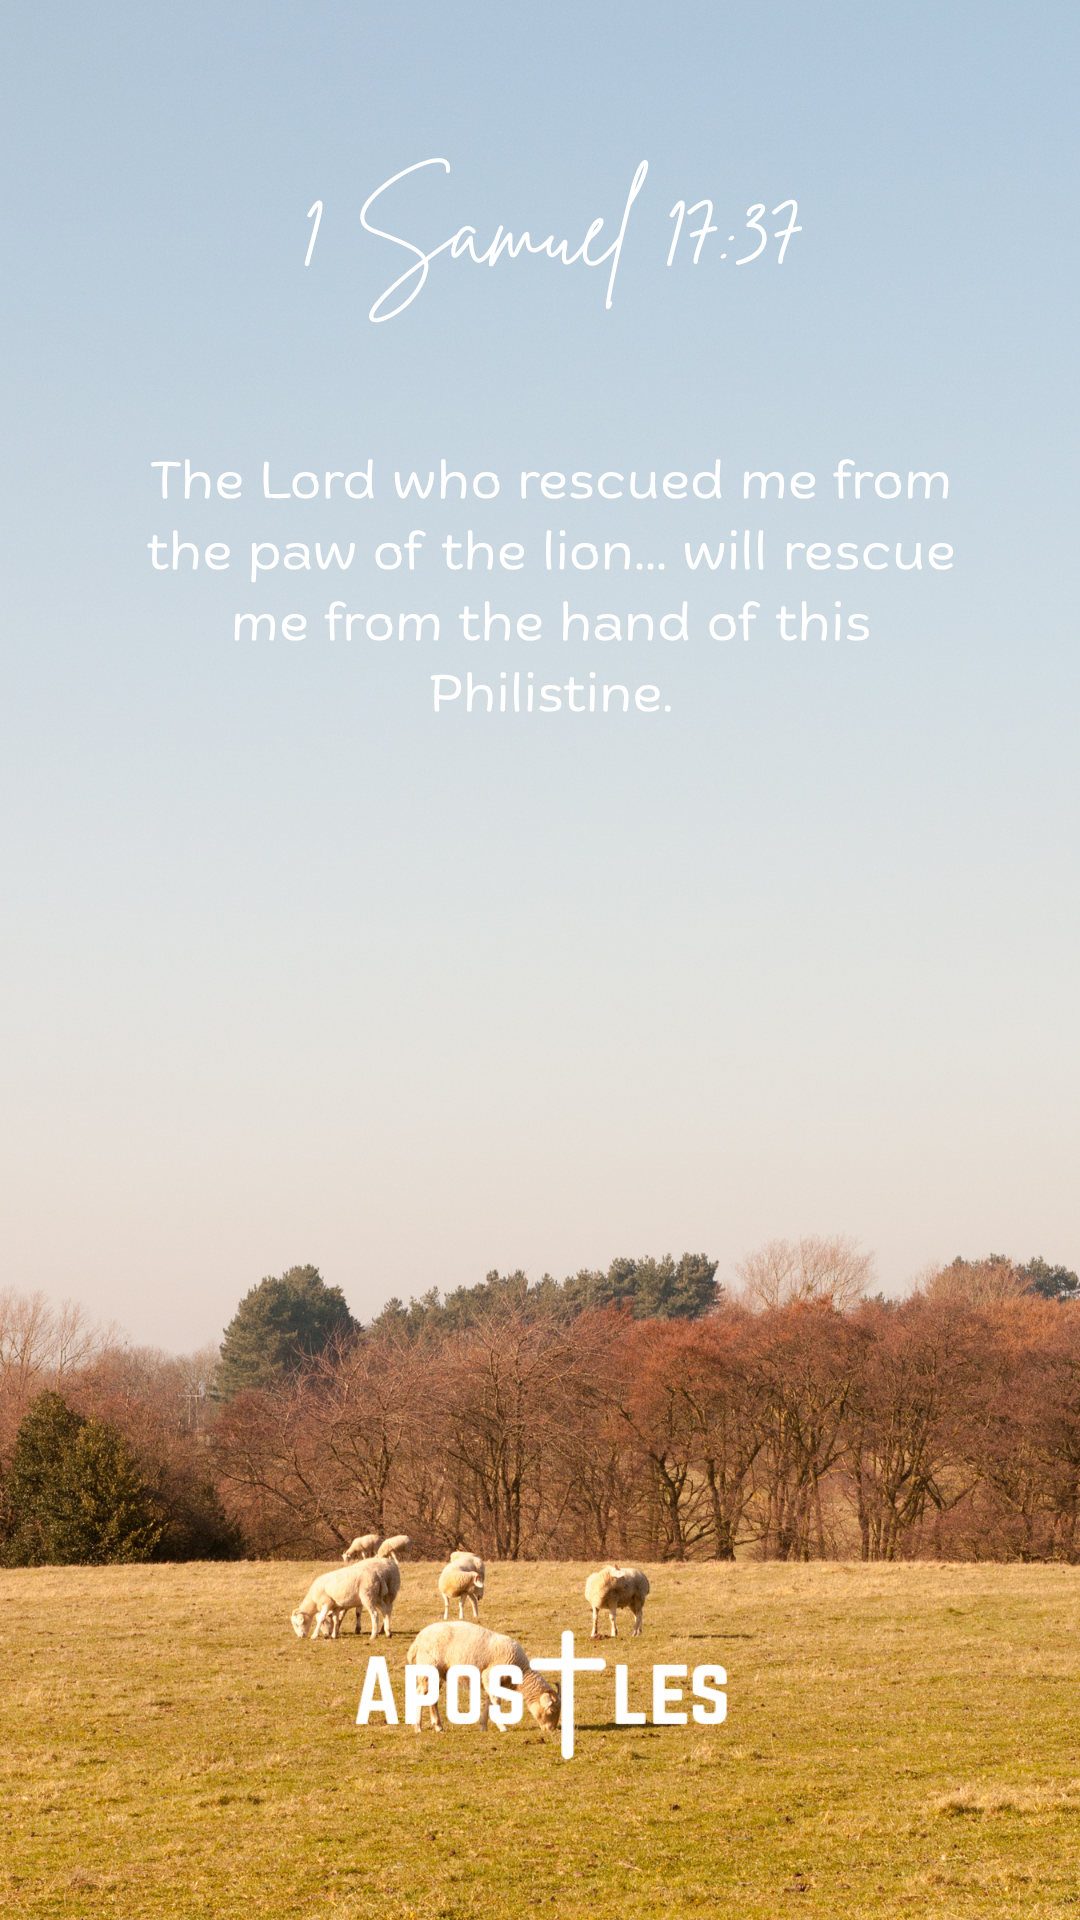 1 Samuel 17:37
The Lord who rescued me from
the paw of the lion... will rescue
me from the hand of this
Philistine.
APOSTLES